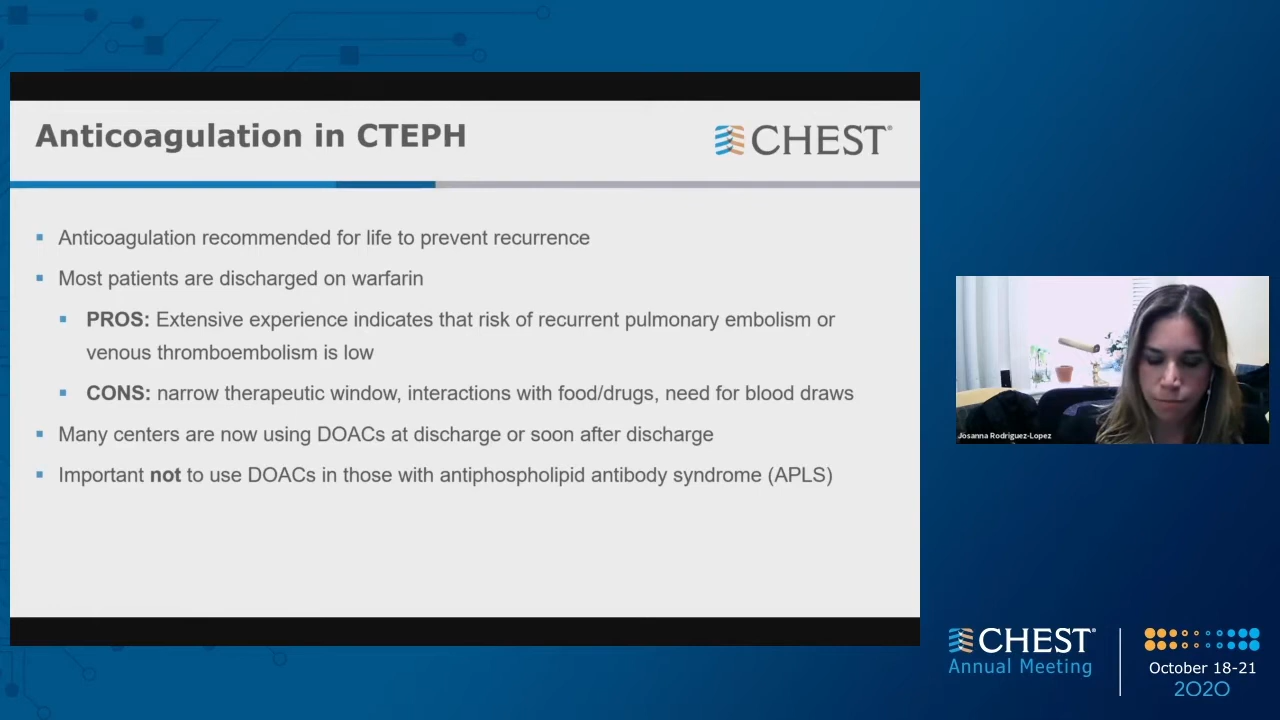 Anticoagulation in CTEPH
CHEST®
Anticoagulation recommended for life to prevent recurrence
Most patients are discharged on warfarin
PROS: Extensive experience indicates that risk of recurrent pulmonary embolism or
venous thromboembolism is low
CONS: narrow therapeutic window, interactions with food/drugs, need for blood draws
Many centers are now using DOACs at discharge or soon after discharge
Important not to use DOACs in those with antiphospholipid antibody syndrome (APLS)
Josanna Rodriguez-Lopez
CHEST®
Annual Meeting
October 18-21
2020